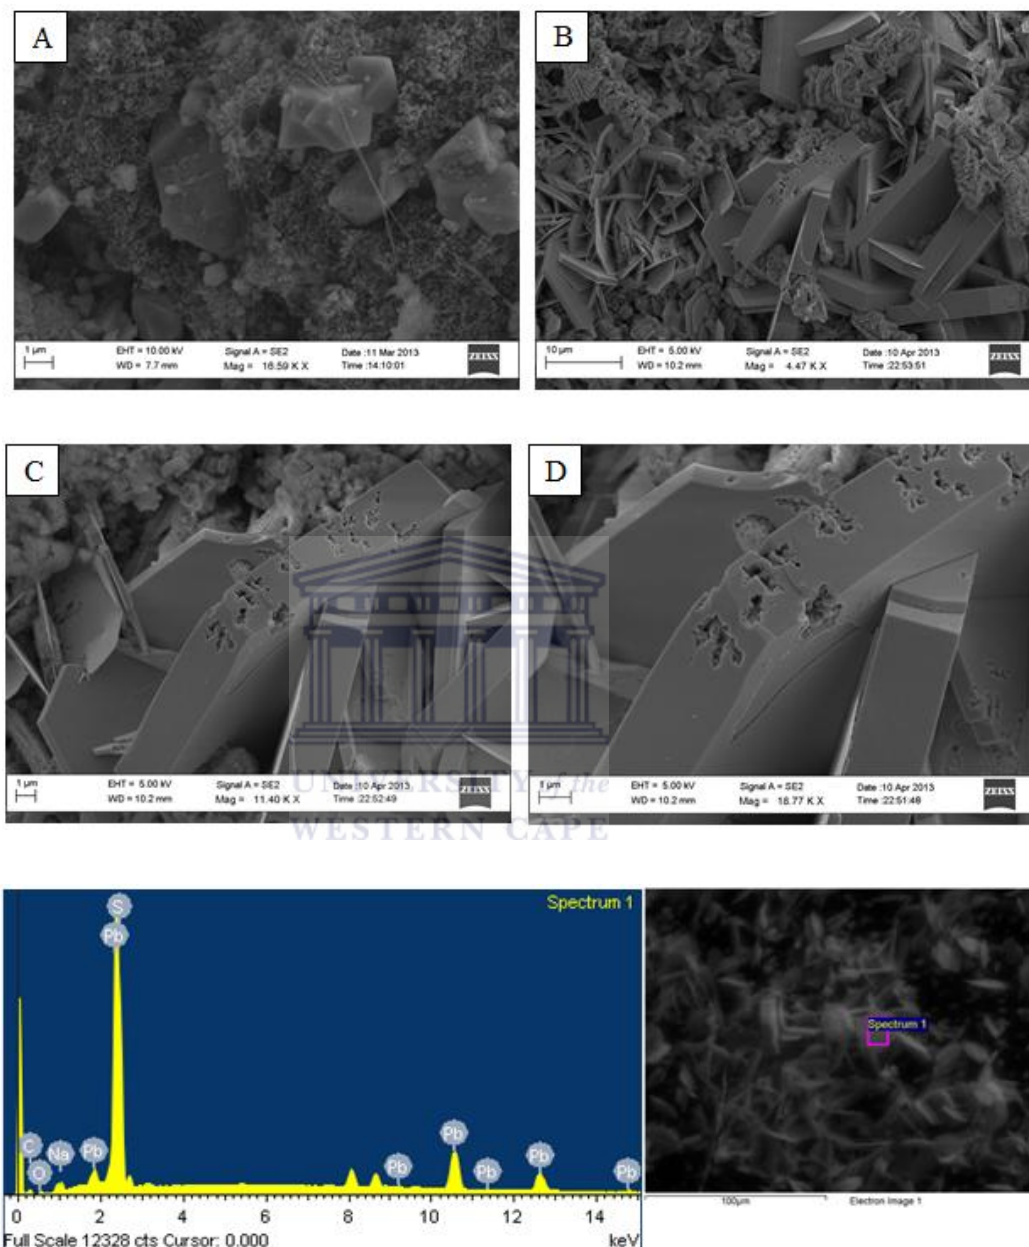 A
1 µm
EHT = 10.00 kV
Signal A = SE2
Date :11 Mar 2013
WD = 7.7 mm
Mag = 16.59 K X
Time :14:10:01
ZEISS
B
10 µm
EHT = 5.00 kV
Signal A = SE2
Date :10 Apr 2013
WD = 10.2 mm
Mag = 4.47 K X
Time :22:53:51
ZEISS
C
1 µm
EHT = 5.00 kV
Signal A = SE2
Date :10 Apr 2013
WD = 10.2 mm
Mag = 11.40 K X
Time :22:52:49
ZEISS
D
1 µm
EHT = 5.00 kV
Signal A = SE2
Date :10 Apr 2013
WD = 10.2 mm
Mag = 18.77 K X
Time :22:51:46
ZEISS
UNIVERSITY of the
WESTERN CAPE
Spectrum 1
S
Pb
C
O
Na
Pb
Pb
Pb
Pb
Pb
Pb
0 2 4 6 8 10 12 14
Full Scale 12328 cts Cursor: 0.000
keV
Spectrum 1
100µm
Electron Image 1